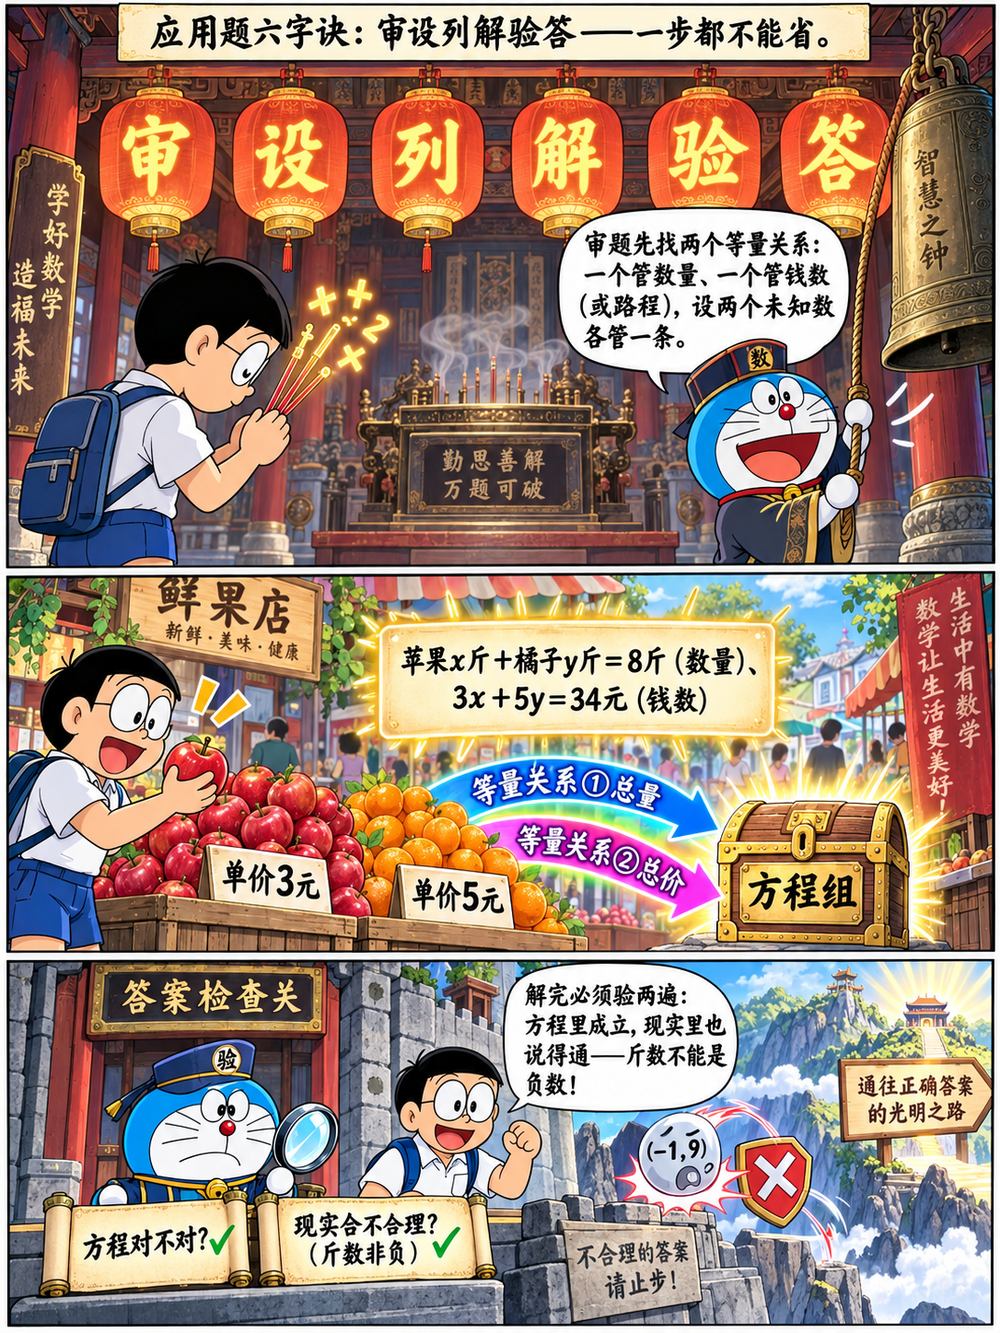 应用题六字诀：审设列解验答——一步都不能省。
审 设 列 解 验 答
学好数学
造福未来
智慧之钟
审题先找两个等量关系：
一个管数量、一个管钱数
(或路程)，设两个未知数
各管一条。
数
勤思善解
万题可破
鲜果店
新鲜·美味·健康
苹果x斤＋橘子y斤＝8斤 (数量)、
3x＋5y＝34元 (钱数)
生活中有数学
数学让生活更美好！
等量关系①总量
等量关系②总价
单价3元
单价5元
方程组
答案检查关
验
解完必须验两遍：
方程里成立，现实里也
说得通——斤数不能是
负数！
通往正确答案
的光明之路
(-1,9)
方程对不对?✓
现实合不合理?
(斤数非负) ✓
不合理的答案
请止步！